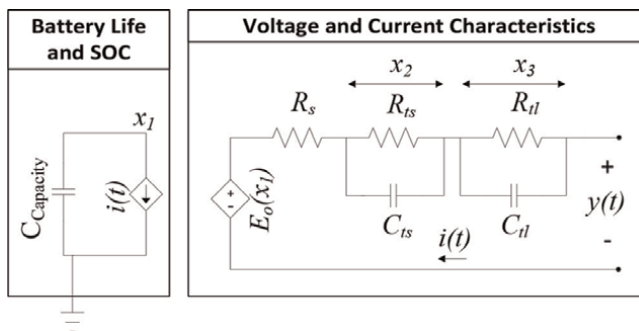 Battery Life
and SOC
x1
CCapacity
i(t)
Voltage and Current Characteristics
x2
x3
Rs
Rts
Rtl
+
-
Eo(x1)
Cts
Ctl
i(t)
+
y(t)
-